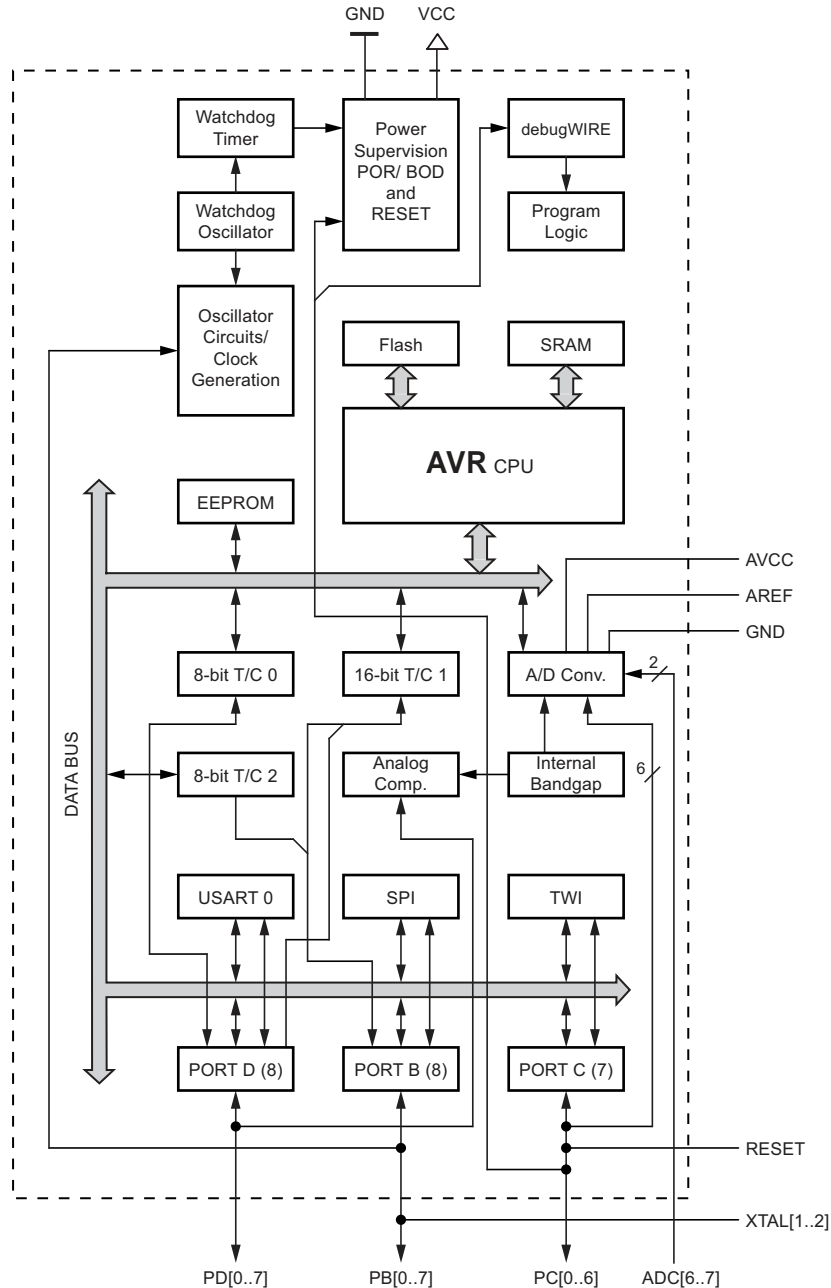 GND
VCC
Watchdog
Timer
Power
Supervision
POR/ BOD
and
RESET
debugWIRE
Watchdog
Oscillator
Program
Logic
Oscillator
Circuits/
Clock
Generation
Flash
SRAM
AVR CPU
EEPROM
AVCC
AREF
GND
8-bit T/C 0
16-bit T/C 1
A/D Conv.
2
DATA BUS
8-bit T/C 2
Analog
Comp.
Internal
Bandgap
6
USART 0
SPI
TWI
PORT D (8)
PORT B (8)
PORT C (7)
RESET
XTAL[1..2]
PD[0..7]
PB[0..7]
PC[0..6]
ADC[6..7]